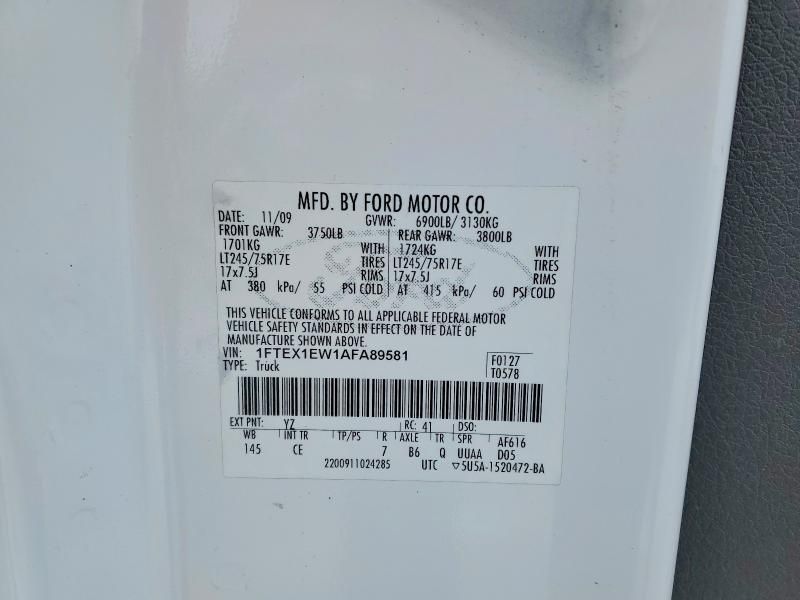 MFD. BY FORD MOTOR CO.
DATE: 11/09 GVWR: 6900LB/ 3130KG
FRONT GAWR: 3750LB REAR GAWR: 3800LB
1701KG WITH 1724KG WITH
LT245/75R17E TIRES LT245/75R17E TIRES
17x7.5J RIMS 17x7.5J RIMS
AT 380 kPa/ 55 PSI COLD AT 415 kPa/ 60 PSI COLD
THIS VEHICLE CONFORMS TO ALL APPLICABLE FEDERAL MOTOR
VEHICLE SAFETY STANDARDS IN EFFECT ON THE DATE OF
MANUFACTURE SHOWN ABOVE.
VIN: 1FTEX1EW1AFA89581 F0127
TYPE: Truck T0578
EXT PNT: YZ RC: 41 DSO:
WB INT TR TP/PS R AXLE TR SPR AF616
145 CE 7 B6 Q UUAA D05
2200911024285 UTC ▽5U5A-1520472-BA